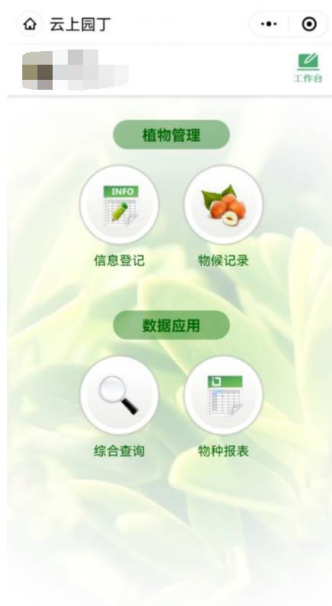 云上园丁
工作台
植物管理
INFO
信息登记
物候记录
数据应用
综合查询
物种报表